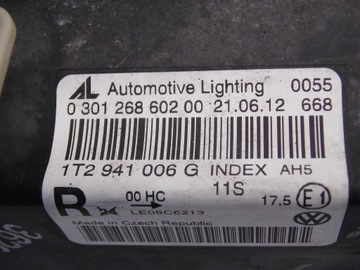 AL Automotive Lighting 0055
0 301 268 602 00 21.06.12 668
1T2 941 006 G INDEX AH5
11S
R 00 HC 17.5 E1
LE09C6213
Made in Czech Republic